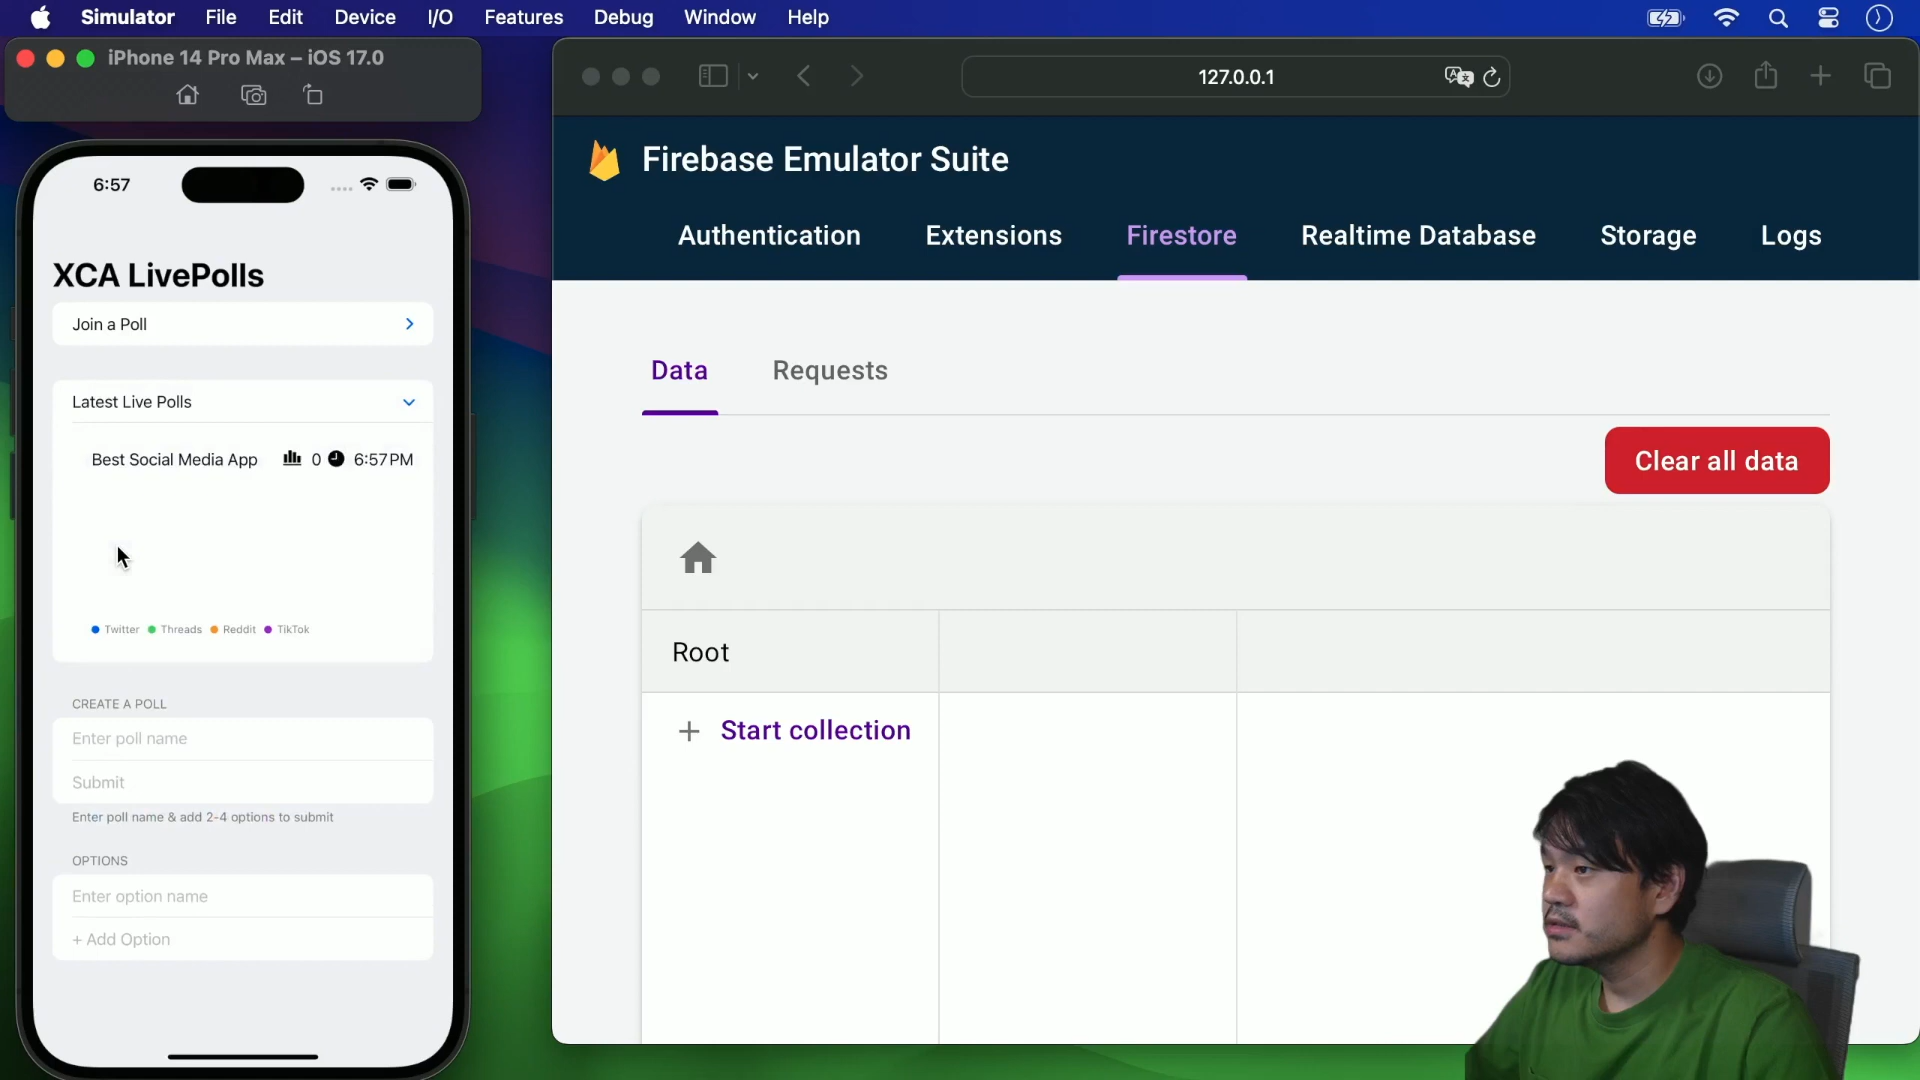 Simulator File Edit Device I/O Features Debug Window Help
iPhone 14 Pro Max – iOS 17.0
6:57
XCA LivePolls
Join a Poll
Latest Live Polls
Best Social Media App 0 6:57PM
Twitter Threads Reddit TikTok
CREATE A POLL
Enter poll name
Submit
Enter poll name & add 2-4 options to submit
OPTIONS
Enter option name
+ Add Option
127.0.0.1
Firebase Emulator Suite
Authentication Extensions Firestore Realtime Database Storage Logs
Data Requests
Clear all data
Root
+ Start collection